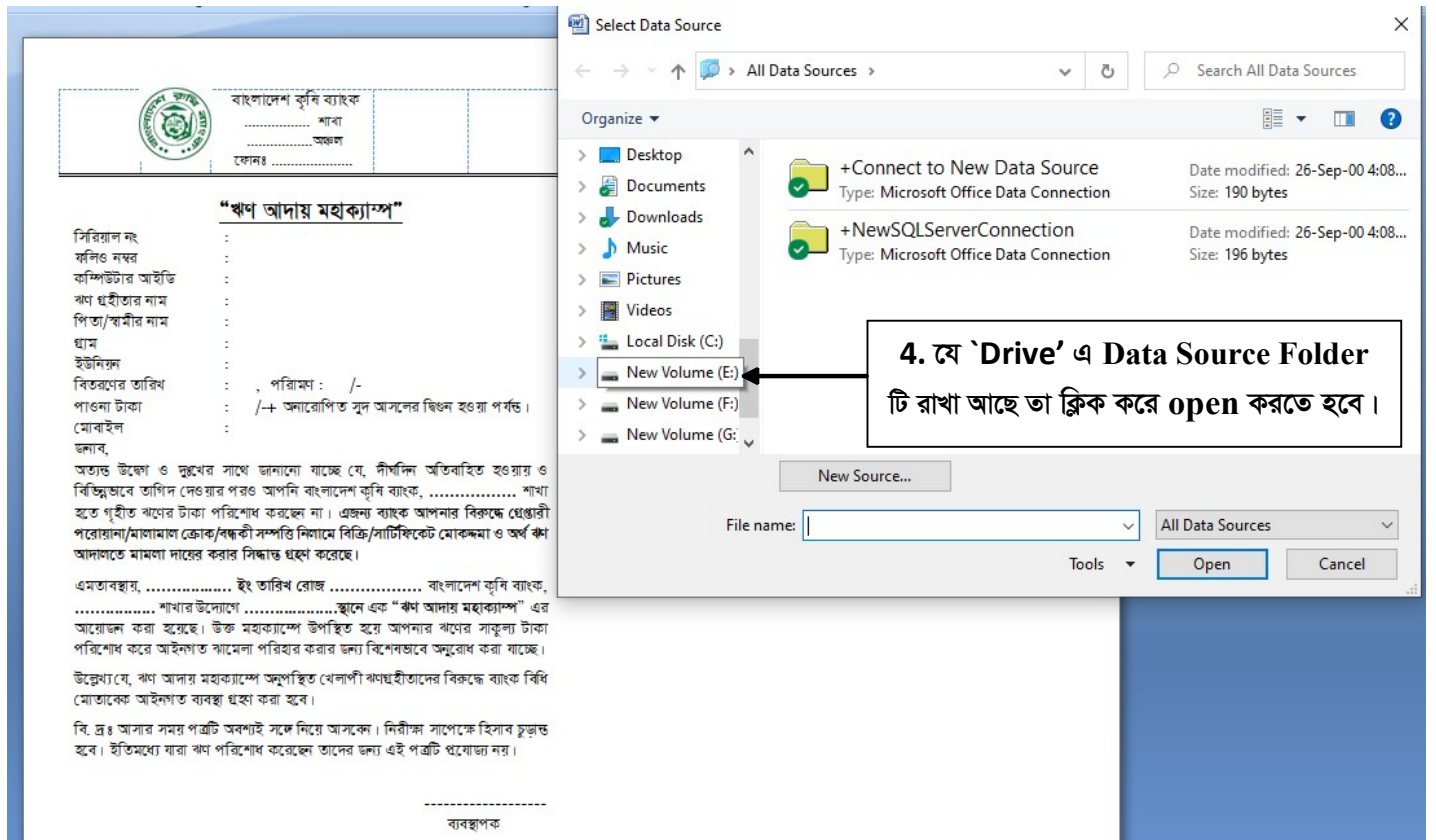 বাংলাদেশ কৃষি ব্যাংক
................. শাখা
..................অঞ্চল
ফোনঃ .....................
“ঋণ আদায় মহাক্যাম্প”
সিরিয়াল নং :
ফলিও নম্বর :
কম্পিউটার আইডি :
ঋণ গ্রহীতার নাম :
পিতা/স্বামীর নাম :
গ্রাম :
ইউনিয়ন :
বিতরণের তারিখ : , পরিমাণ : /-
পাওনা টাকা : /-+ অনারোপিত সুদ আসলের দ্বিগুন হওয়া পর্যন্ত।
মোবাইল :
জনাব,
অত্যন্ত উদ্বেগ ও দুঃখের সাথে জানানো যাচ্ছে যে, দীর্ঘদিন অতিবাহিত হওয়ায় ও
বিভিন্নভাবে তাগিদ দেওয়ার পরও আপনি বাংলাদেশ কৃষি ব্যাংক, ................. শাখা
হতে গৃহীত ঋণের টাকা পরিশোধ করছেন না। এজন্য ব্যাংক আপনার বিরুদ্ধে গ্রেপ্তারী
পরোয়ানা/মালামাল ক্রোক/বন্ধকী সম্পত্তি নিলামে বিক্রি/সার্টিফিকেট মোকদ্দমা ও অর্থ ঋণ
আদালতে মামলা দায়ের করার সিদ্ধান্ত গ্রহণ করেছে।
এমতাবস্থায়, ................. ইং তারিখ রোজ .................. বাংলাদেশ কৃষি ব্যাংক,
................ শাখার উদ্যোগে ..................স্থানে এক “ঋণ আদায় মহাক্যাম্প” এর
আয়োজন করা হয়েছে। উক্ত মহাক্যাম্পে উপস্থিত হয়ে আপনার ঋণের সাকুল্য টাকা
পরিশোধ করে আইনগত ঝামেলা পরিহার করার জন্য বিশেনভাবে অনুরোধ করা যাচ্ছে।
উল্লেখ্য যে, ঋণ আদায় মহাক্যাম্পে অনুপস্থিত খেলাপী ঋণগ্রহীতাদের বিরুদ্ধে ব্যাংক বিধি
মোতাবেক আইনগত ব্যবস্থা গ্রহণ করা হবে।
বি. দ্রঃ আসার সময় পত্রটি অবশ্যই সঙ্গে নিয়ে আসবেন। নিরীক্ষা সাপেক্ষে হিসাব চুড়ান্ত
হবে। ইতিমধ্যে যারা ঋণ পরিশোধ করেছেন তাদের জন্য এই পত্রটি প্রযোজ্য নয়।
-------------------
ব্যবস্থাপক
Select Data Source
All Data Sources
Search All Data Sources
Organize
Desktop
Documents
Downloads
Music
Pictures
Videos
Local Disk (C:)
New Volume (E:)
New Volume (F:)
New Volume (G:
+Connect to New Data Source
Type: Microsoft Office Data Connection
Date modified: 26-Sep-00 4:08...
Size: 190 bytes
+NewSQLServerConnection
Type: Microsoft Office Data Connection
Date modified: 26-Sep-00 4:08...
Size: 196 bytes
4. যে `Drive’ এ Data Source Folder
টি রাখা আছে তা ক্লিক করে open করতে হবে।
New Source...
File name:
All Data Sources
Tools
Open
Cancel